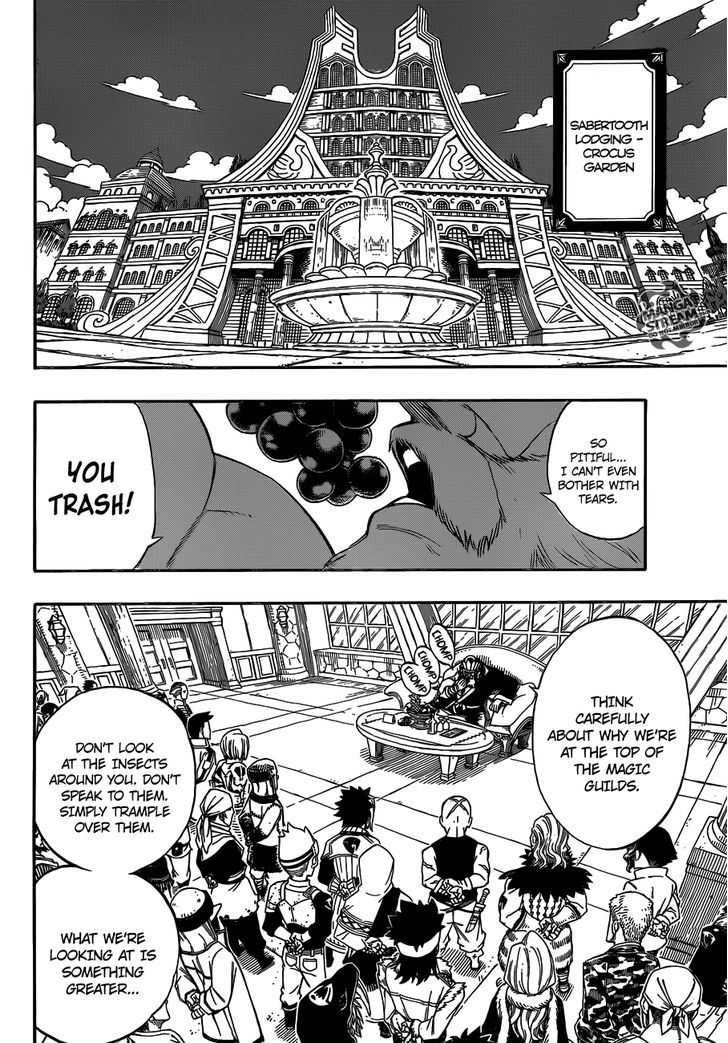 SABERTOOTH
LODGING -
CROCUS
GARDEN
MANGA
STREAM
SO
PITIFUL...
I CAN'T EVEN
BOTHER WITH
TEARS.
YOU
TRASH!
CHOMP
CHOMP
CHOMP
THINK
CAREFULLY
ABOUT WHY WE'RE
AT THE TOP OF
THE MAGIC
GUILDS.
DON'T LOOK
AT THE INSECTS
AROUND YOU. DON'T
SPEAK TO THEM.
SIMPLY TRAMPLE
OVER THEM.
WHAT WE'RE
LOOKING AT IS
SOMETHING
GREATER...